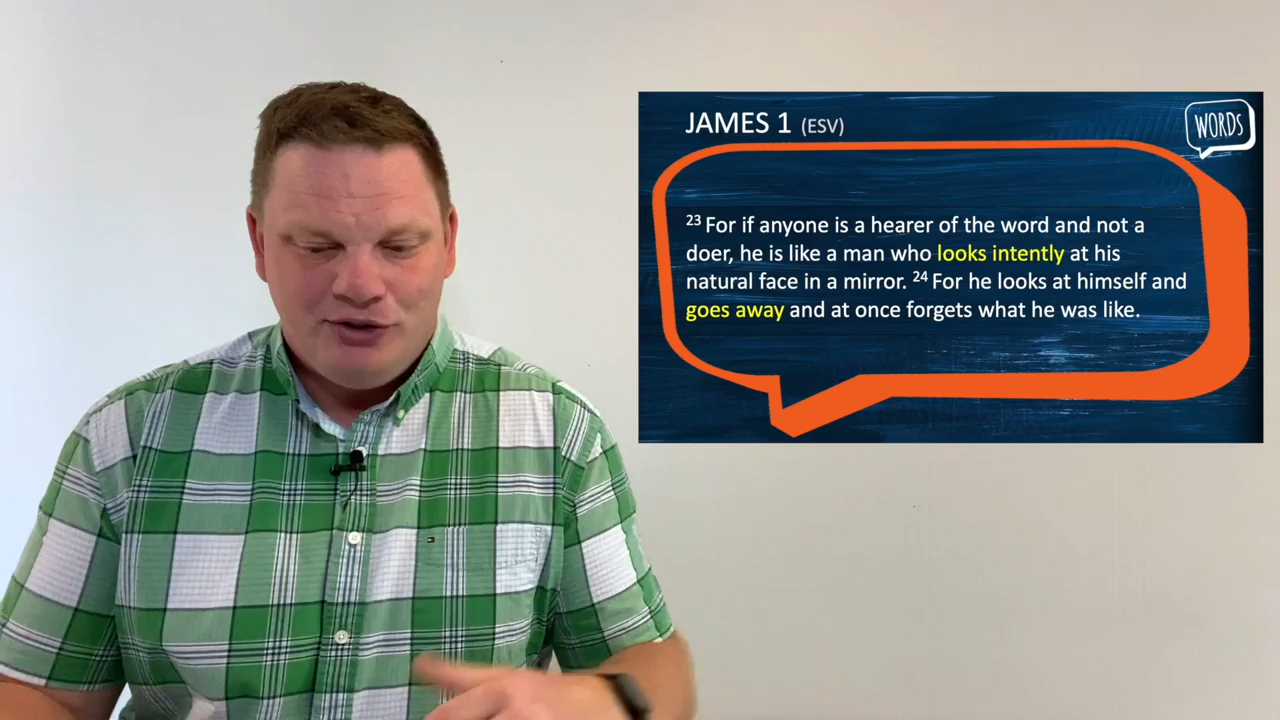 JAMES 1 (ESV)
WORDS
23 For if anyone is a hearer of the word and not a
doer, he is like a man who looks intently at his
natural face in a mirror. 24 For he looks at himself and
goes away and at once forgets what he was like.